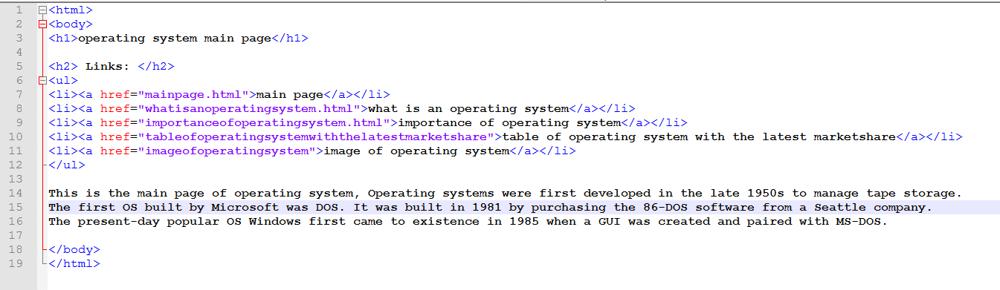 1 <html>
2 <body>
3 <h1>operating system main page</h1>
4
5 <h2> Links: </h2>
6 <ul>
7 <li><a href="mainpage.html">main page</a></li>
8 <li><a href="whatisanoperatingsystem.html">what is an operating system</a></li>
9 <li><a href="importanceofoperatingsystem.html">importance of operating system</a></li>
10 <li><a href="tableofoperatingsystemwiththelatestmarketshare">table of operating system with the latest marketshare</a></li>
11 <li><a href="imageofoperatingsystem">image of operating system</a></li>
12 </ul>
13
14 This is the main page of operating system, Operating systems were first developed in the late 1950s to manage tape storage.
15 The first OS built by Microsoft was DOS. It was built in 1981 by purchasing the 86-DOS software from a Seattle company.
16 The present-day popular OS Windows first came to existence in 1985 when a GUI was created and paired with MS-DOS.
17
18 </body>
19 </html>